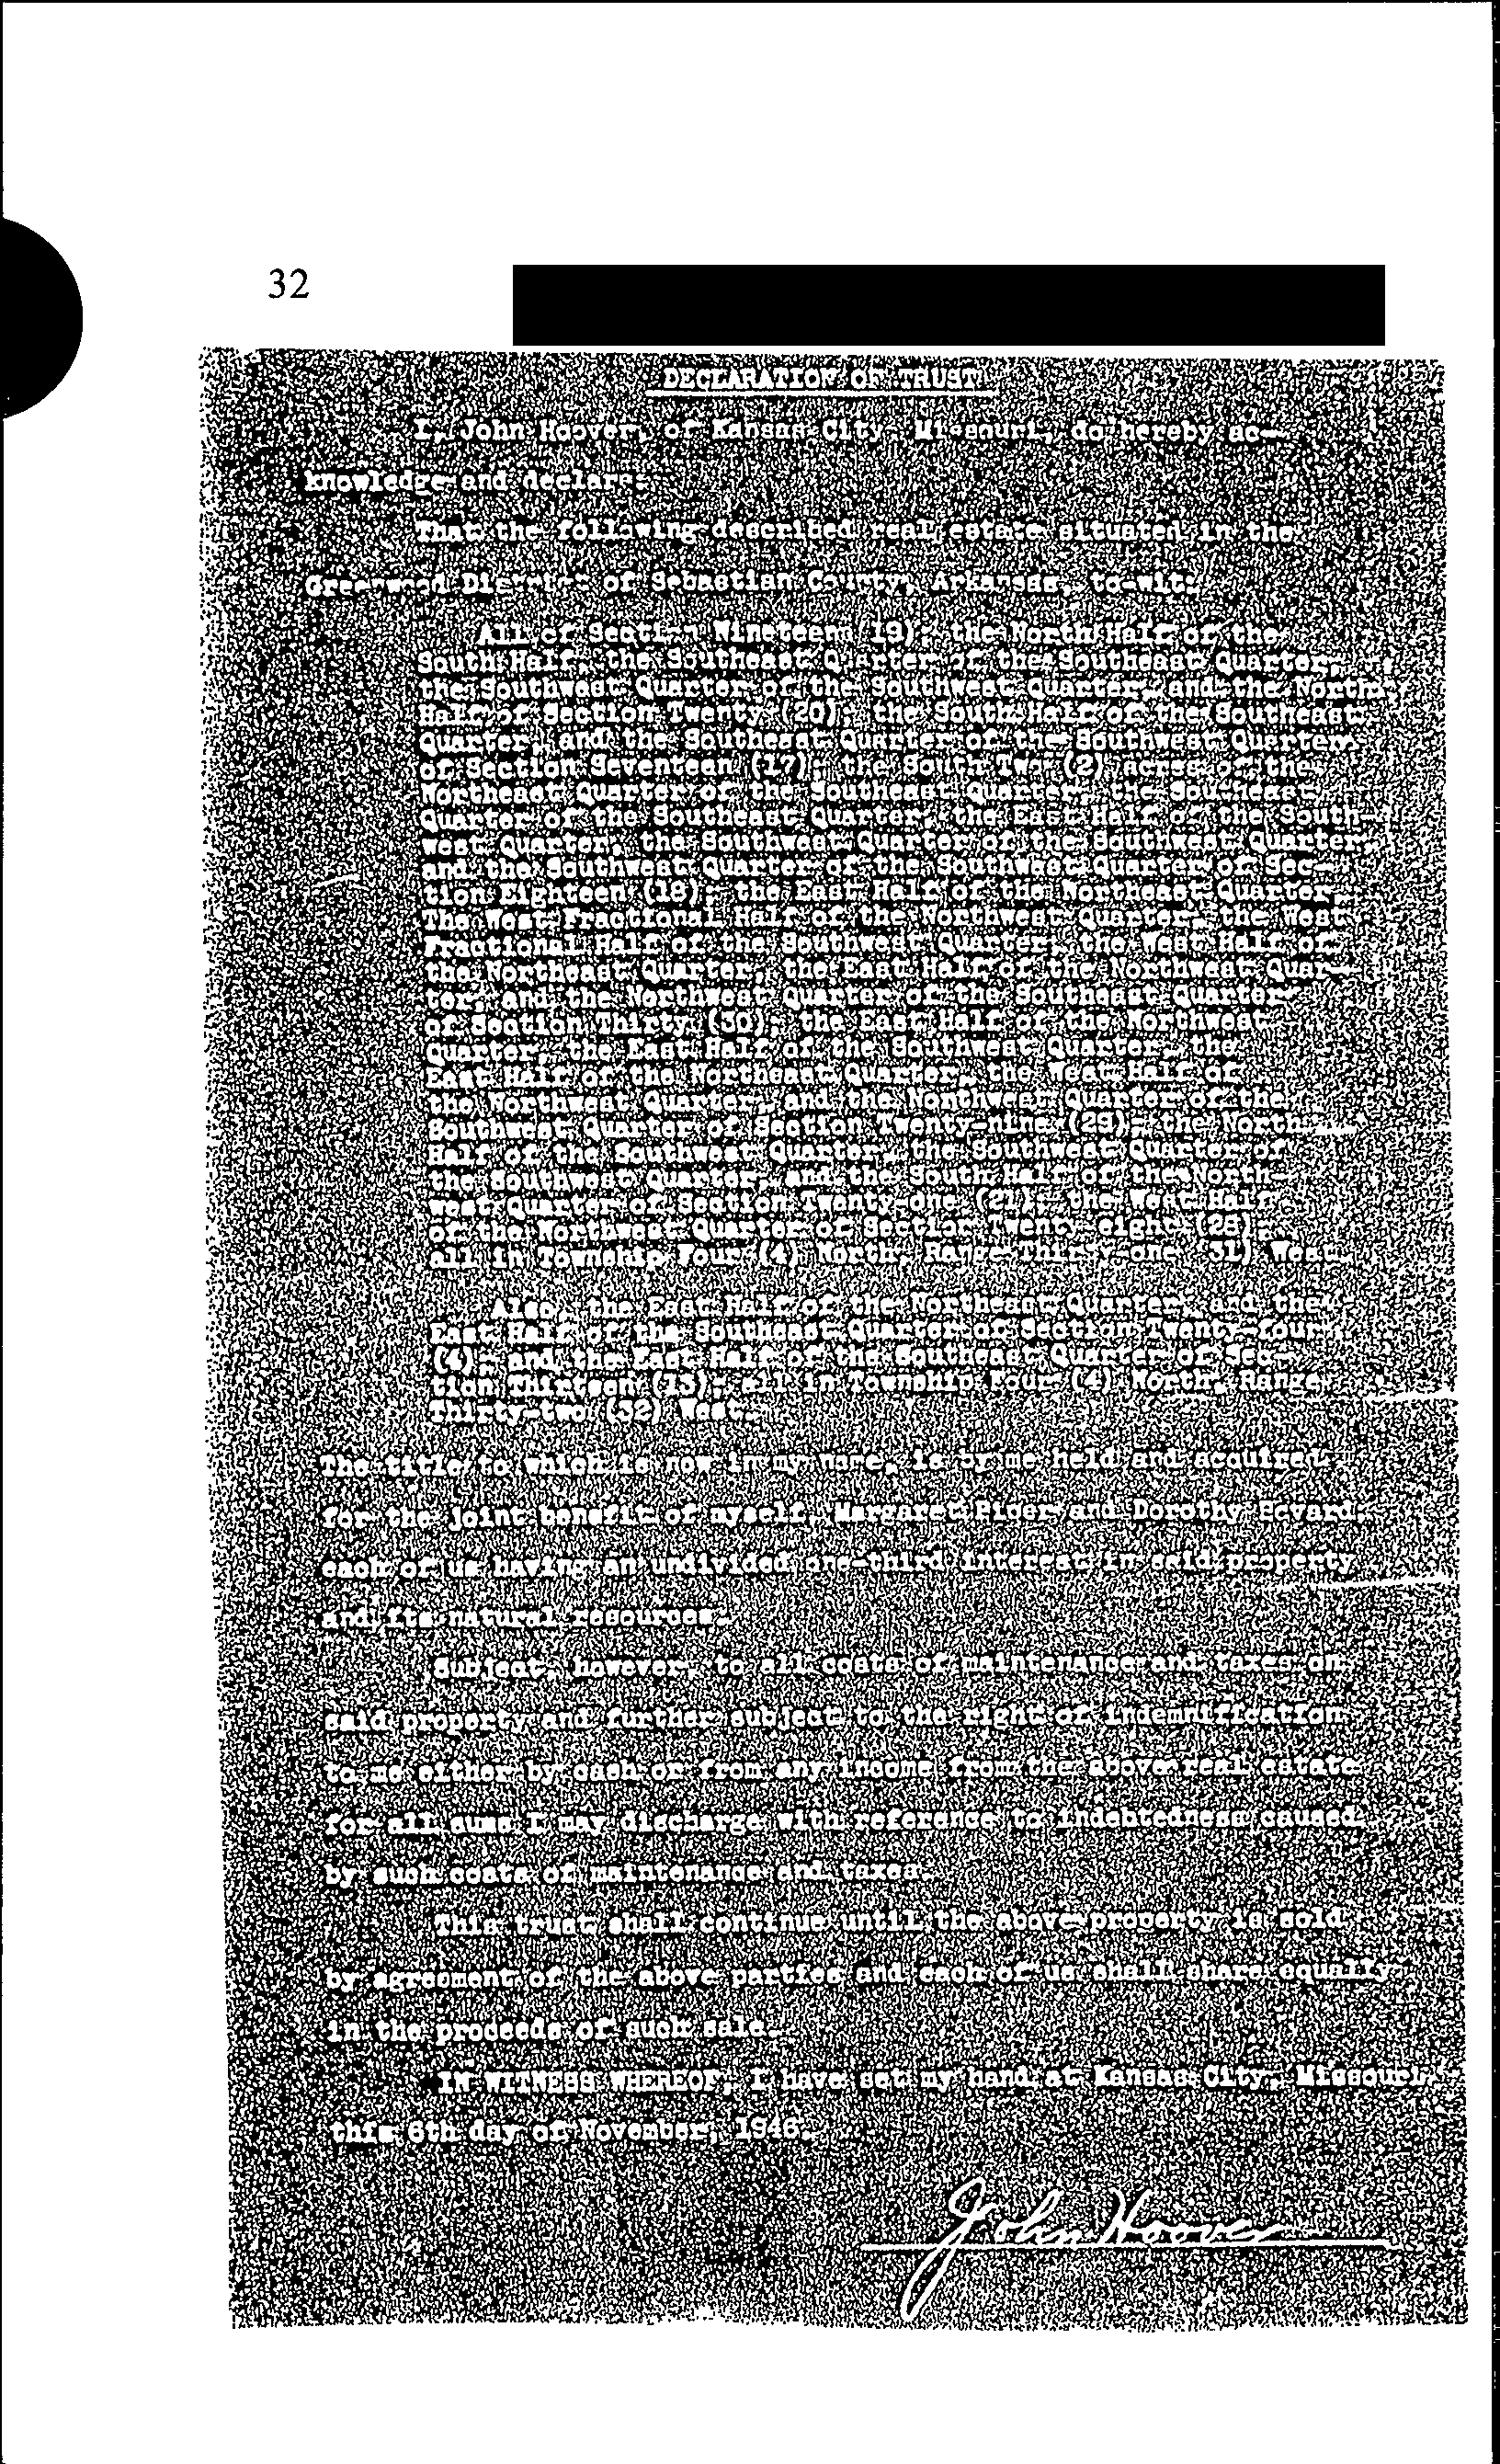 32
DECLARATION OF TRUST
I, John Hoover, of Kansas City, Missouri, do hereby ac-
knowledge and declare:
That the following described real estate situated in the
Greenwood District of Sebastian County, Arkansas, to-wit:
All of Section Nineteen (19); the North Half of the
South Half, the Southeast Quarter of the Southeast Quarter,
the Southwest Quarter of the Southwest Quarter, and the North
Half of Section Twenty (20); the South Half of the Southeast
Quarter, and the Southeast Quarter of the Southwest Quarter
of Section Seventeen (17); the South Two (2) acres of the
Northeast Quarter of the Southeast Quarter, the Southeast
Quarter of the Southeast Quarter, the East Half of the South-
west Quarter, the Southwest Quarter of the Southwest Quarter
and the Southwest Quarter of the Southeast Quarter of Sec-
tion Eighteen (18); the East Half of the Northeast Quarter
the West Fractional Half of the Northwest Quarter, the West
Fractional Half of the Southwest Quarter, the West Half of
the Northeast Quarter, the East Half of the Northwest Quar-
ter, and the Northwest Quarter of the Southeast Quarter
of Section Thirty (30); the East Half of the Northwest
Quarter, the East Half of the Southwest Quarter, the
East Half of the Northeast Quarter, the West Half of
the Northwest Quarter, and the Northwest Quarter of the
Southwest Quarter of Section Twenty-nine (29); the North
Half of the Southwest Quarter, the Southwest Quarter of
the Southwest Quarter, and the South Half of the North-
west Quarter of Section Twenty-one (21); the West Half
of the Northwest Quarter of Section Twenty-eight (28);
all in Township Four (4) North, Range Thirty-one (31) West.
Also, the East Half of the Northeast Quarter, and the
East Half of the Southeast Quarter of Section Twenty-four
(4); and the East Half of the Southeast Quarter of Sec-
tion Thirteen (13); all in Township Four (4) North, Range
Thirty-two (32) West.
The title to which is now in my name, is by me held and acquired
for the joint benefit of myself, Margaret Rider and Dorothy
each of us having an undivided one-third interest in said property
and its natural resources.
Subject, however, to all costs of maintenance and taxes on
said property and further subject to the right of indemnification
to me either by cash or from any income from the above real estate
for all sums I may discharge with reference to indebtedness caused
by such costs of maintenance and taxes.
This trust shall continue until the above property is sold
by agreement of the above parties and each of us shall share equally
in the proceeds of such sale.
IN WITNESS WHEREOF, I have set my hand at Kansas City, Missouri,
this 6th day of November, 1946.
John Hoover